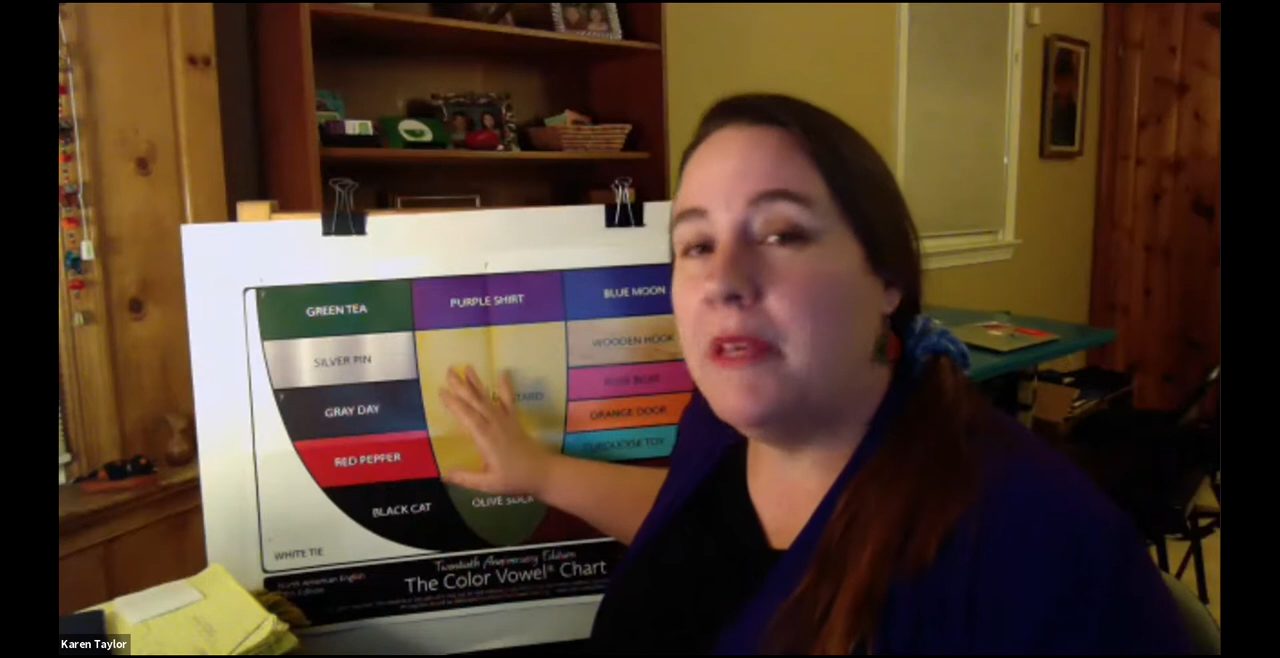 GREEN TEA
PURPLE SHIRT
BLUE MOON
SILVER PIN
WOODEN HOOK
GRAY DAY
ROSE BOAT
ORANGE DOOR
RED PEPPER
TURQUOISE TOY
BLACK CAT
OLIVE SOCK
WHITE TIE
Twentieth Anniversary Edition
North American English
The Color Vowel® Chart
Karen Taylor